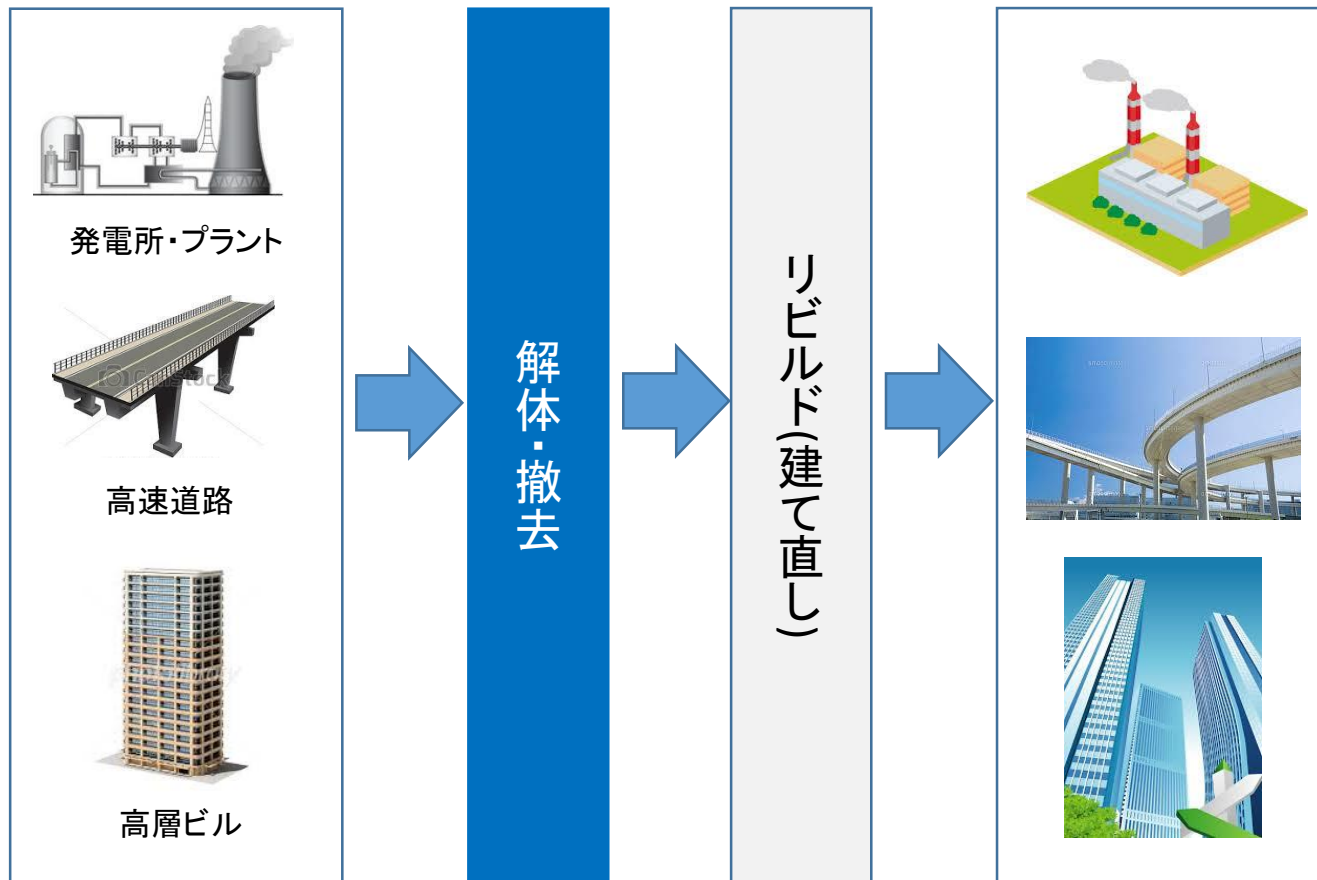 発電所・プラント
高速道路
高層ビル
解体・撤去
リビルド(建て直し)